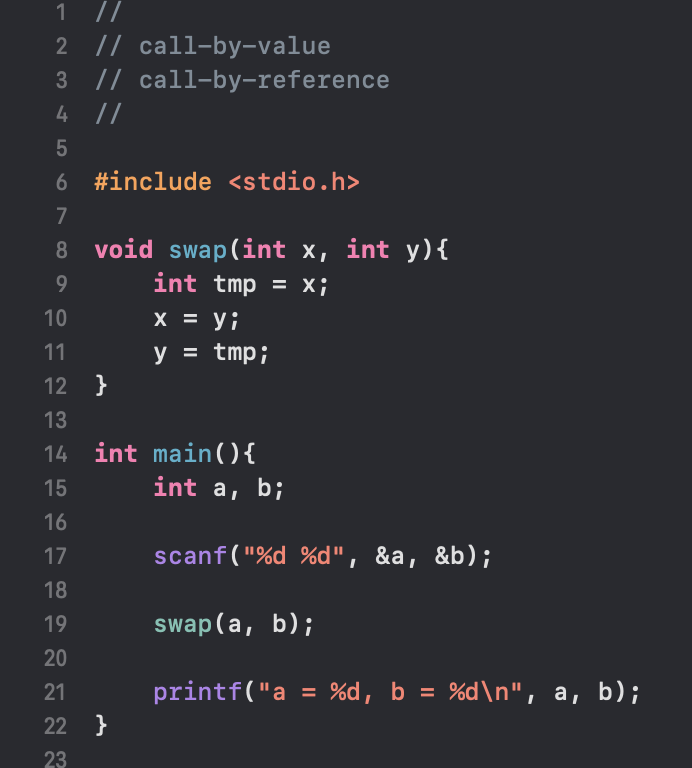 1 //
2 // call-by-value
3 // call-by-reference
4 //
5
6 #include <stdio.h>
7
8 void swap(int x, int y){
9     int tmp = x;
10     x = y;
11     y = tmp;
12 }
13
14 int main(){
15     int a, b;
16
17     scanf("%d %d", &a, &b);
18
19     swap(a, b);
20
21     printf("a = %d, b = %d\n", a, b);
22 }
23